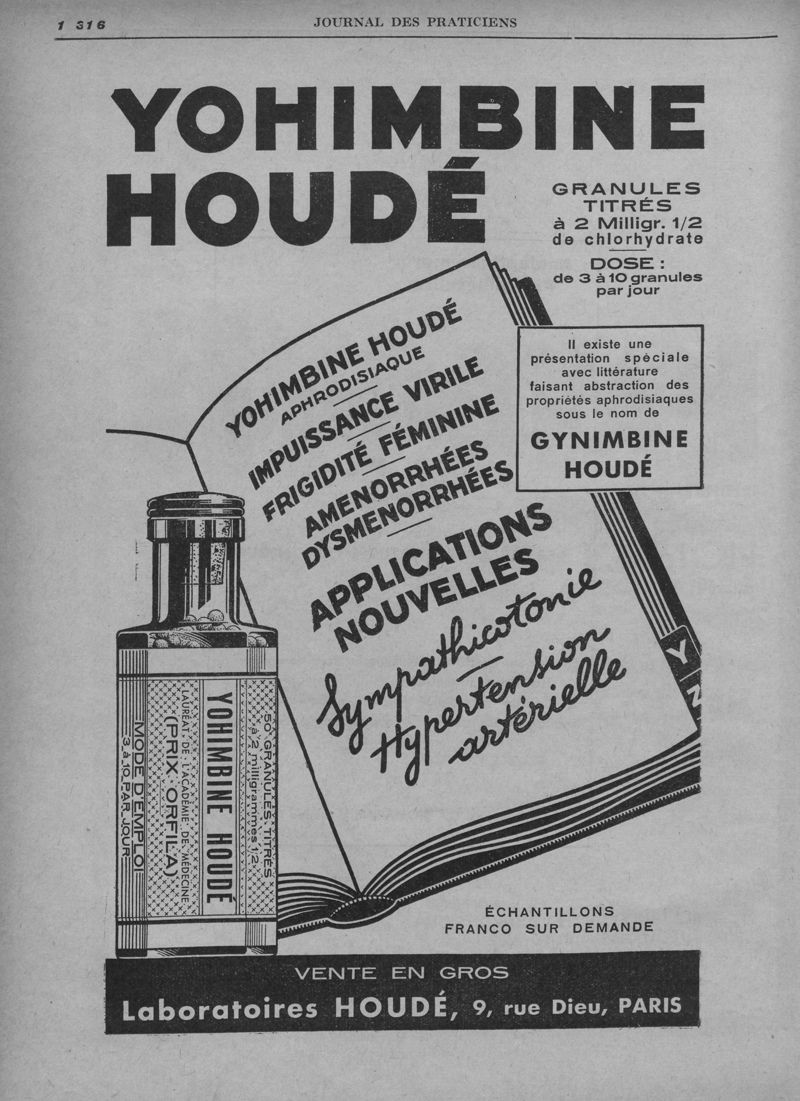 1 316
JOURNAL DES PRATICIENS
YOHIMBINE
HOUDÉ
GRANULES
TITRÉS
à 2 Milligr. 1/2
de chlorhydrate
DOSE :
de 3 à 10 granules
par jour
Il existe une
présentation spéciale
avec littérature
faisant abstraction des
propriétés aphrodisiaques
sous le nom de
GYNIMBINE
HOUDÉ
YOHIMBINE HOUDÉ
APHRODISIAQUE
IMPUISSANCE VIRILE
FRIGIDITÉ FÉMININE
AMENORRHÉES
DYSMENORRHÉES
APPLICATIONS
NOUVELLES
Sympathicotonie
Hypertension
artérielle
Y
Z
50 GRANULES TITRÉS
à 2 milligrammes 1/2
YOHIMBINE HOUDÉ
LAURÉAT DE L'ACADÉMIE DE MÉDECINE
(PRIX ORFILA)
MODE D'EMPLOI
3 à 10 PAR JOUR
ÉCHANTILLONS
FRANCO SUR DEMANDE
VENTE EN GROS
Laboratoires HOUDÉ, 9, rue Dieu, PARIS